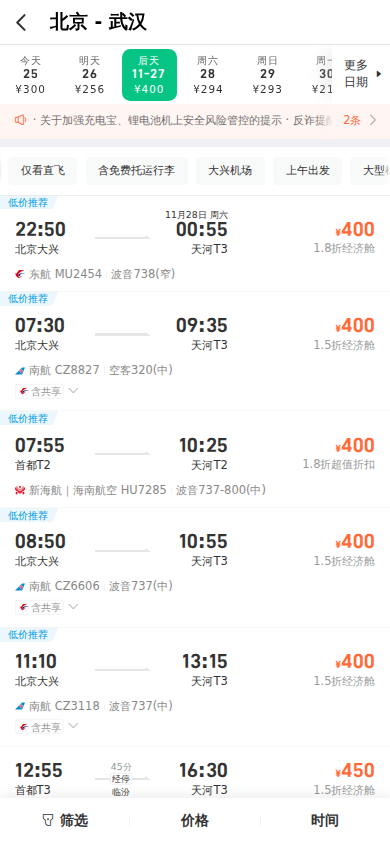 北京 - 武汉
今天 明天 后天 周六 周日 周一
25 26 11-27 28 29 30
¥300 ¥256 ¥400 ¥294 ¥293 ¥21
更多
日期
· 关于加强充电宝、锂电池机上安全风险管控的提示 · 反诈提醒 2条
仅看直飞 含免费托运行李 大兴机场 上午出发 大型
低价推荐
11月28日 周六
22:50 00:55 ¥400
北京大兴 天河T3 1.8折经济舱
东航 MU2454 波音738(窄)
低价推荐
07:30 09:35 ¥400
北京大兴 天河T3 1.5折经济舱
南航 CZ8827 空客320(中)
含共享
低价推荐
07:55 10:25 ¥400
首都T2 天河T2 1.8折超值折扣
新海航｜海南航空 HU7285 波音737-800(中)
低价推荐
08:50 10:55 ¥400
北京大兴 天河T3 1.5折经济舱
南航 CZ6606 波音737(中)
含共享
低价推荐
11:10 13:15 ¥400
北京大兴 天河T3 1.5折经济舱
南航 CZ3118 波音737(中)
含共享
45分
12:55 经停 16:30 ¥450
首都T3 临汾 天河T3 1.5折经济舱
筛选 价格 时间